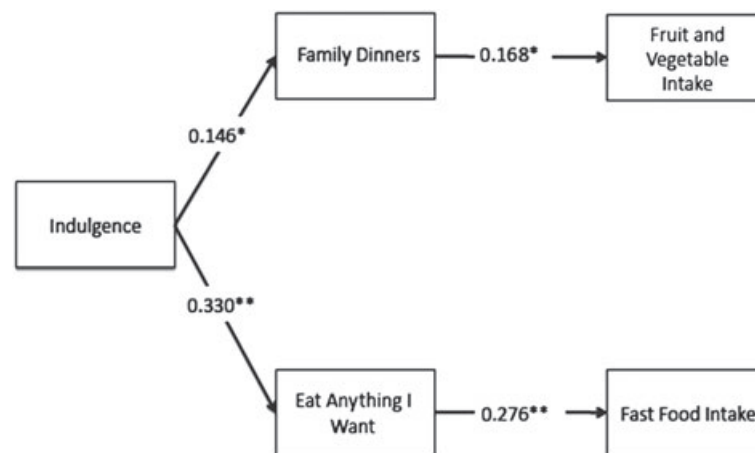 Family Dinners
0.168*
Fruit and
Vegetable
Intake
0.146*
Indulgence
0.330**
Eat Anything I
Want
0.276**
Fast Food Intake